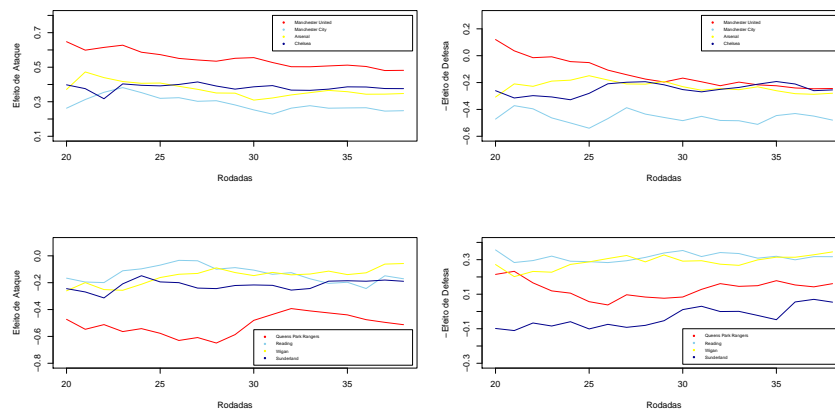 Efeito de Ataque
0.1 0.3 0.5 0.7
Manchester United
Manchester City
Arsenal
Chelsea
20 25 30 35
Rodadas
− Efeito de Defesa
−0.6 −0.4 −0.2 0.0
Manchester United
Manchester City
Arsenal
Chelsea
20 25 30 35
Rodadas
Efeito de Ataque
−0.8 −0.6 −0.4 −0.2 0.0
Queens Park Rangers
Reading
Wigan
Sunderland
20 25 30 35
Rodadas
− Efeito de Defesa
−0.3 −0.1 0.1 0.3
Queens Park Rangers
Reading
Wigan
Sunderland
20 25 30 35
Rodadas